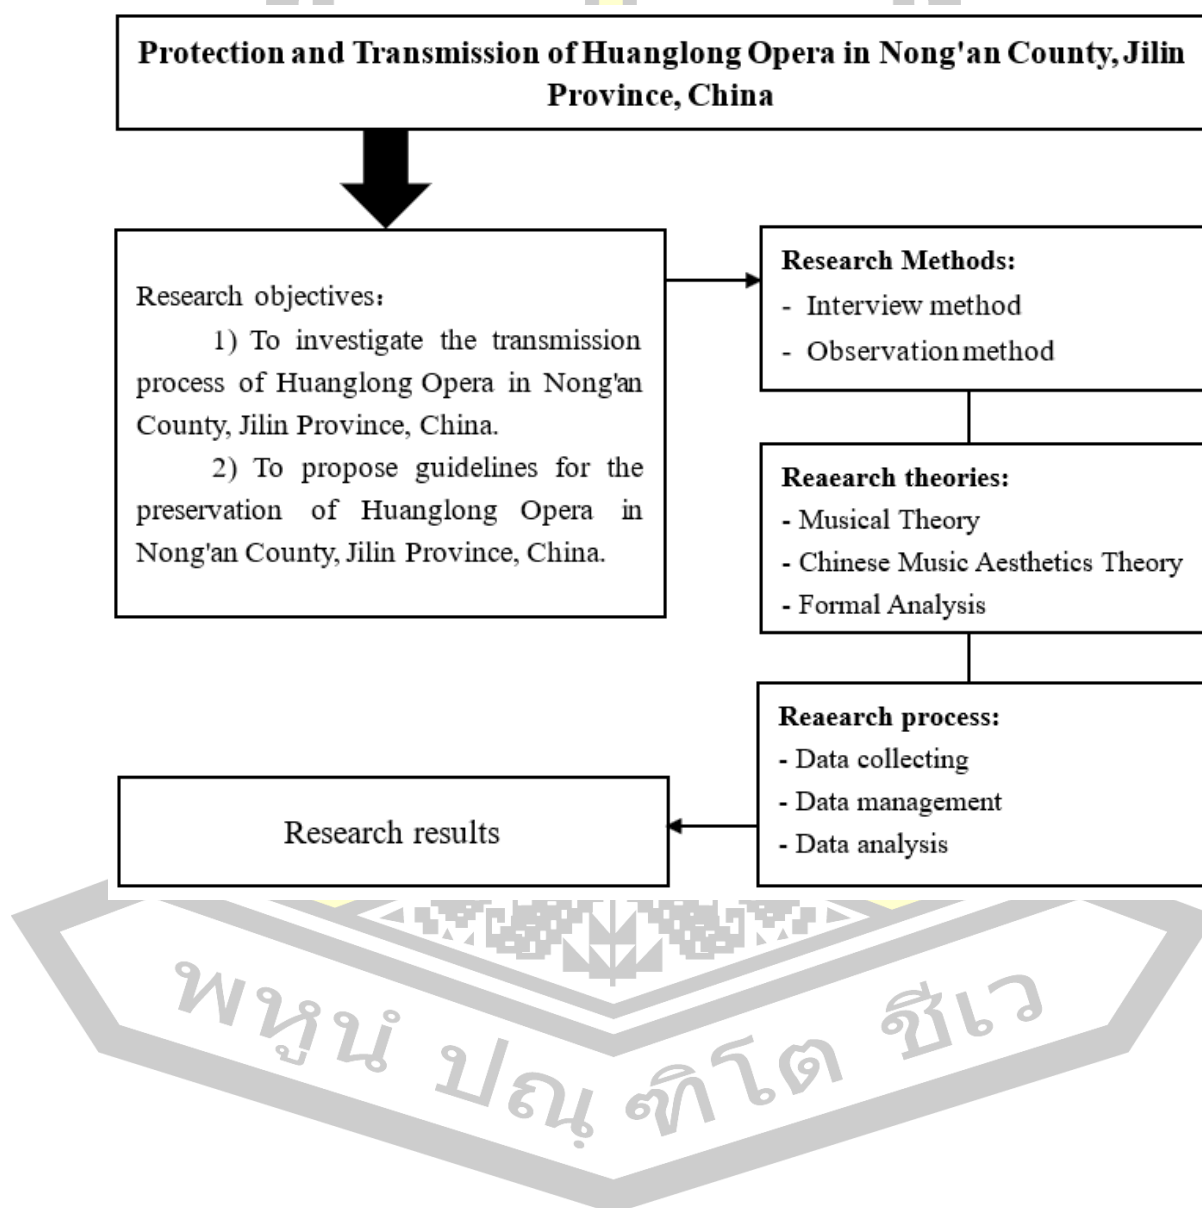 Protection and Transmission of Huanglong Opera in Nong'an County, Jilin
Province, China
Research objectives:
1) To investigate the transmission
process of Huanglong Opera in Nong'an
County, Jilin Province, China.
2) To propose guidelines for the
preservation of Huanglong Opera in
Nong'an County, Jilin Province, China.
Research Methods:
- Interview method
- Observation method
Reaearch theories:
- Musical Theory
- Chinese Music Aesthetics Theory
- Formal Analysis
Reaearch process:
- Data collecting
- Data management
- Data analysis
Research results
พหูนํ ปณฺฑิโต ชีเว